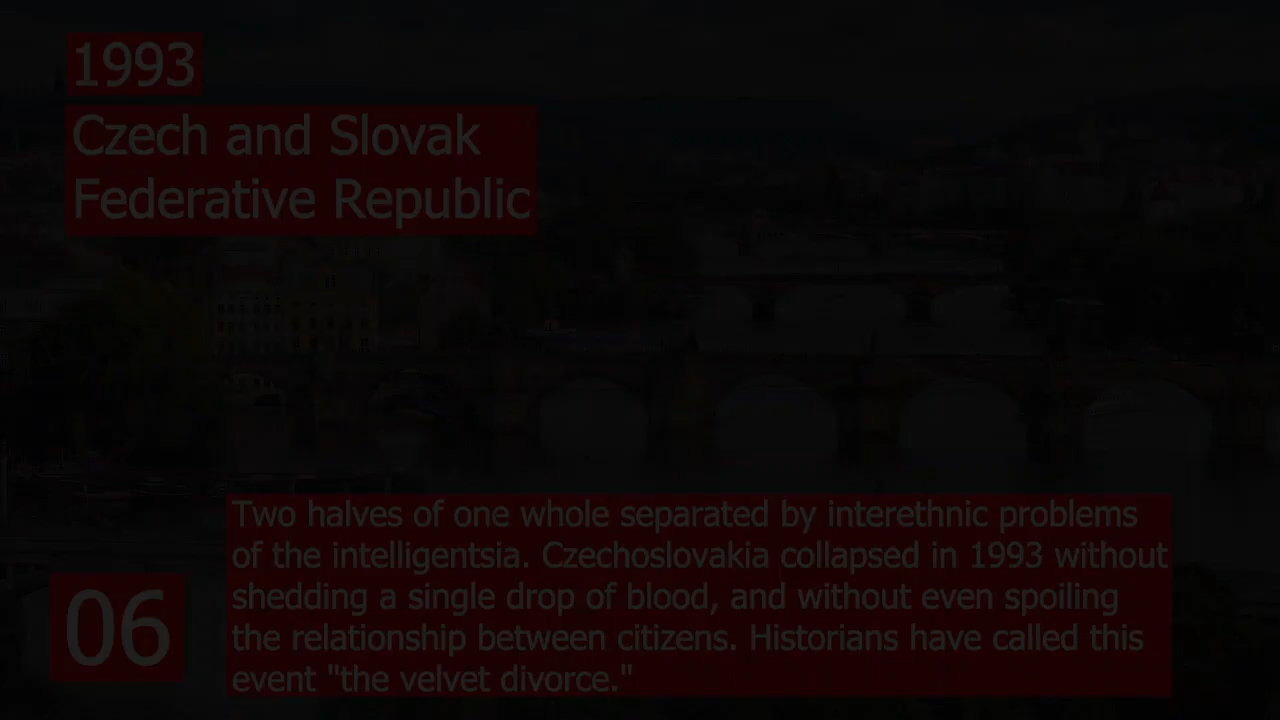 1993
Czech and Slovak
Federative Republic
Two halves of one whole separated by interethnic problems
of the intelligentsia. Czechoslovakia collapsed in 1993 without
shedding a single drop of blood, and without even spoiling
the relationship between citizens. Historians have called this
event "the velvet divorce."
06